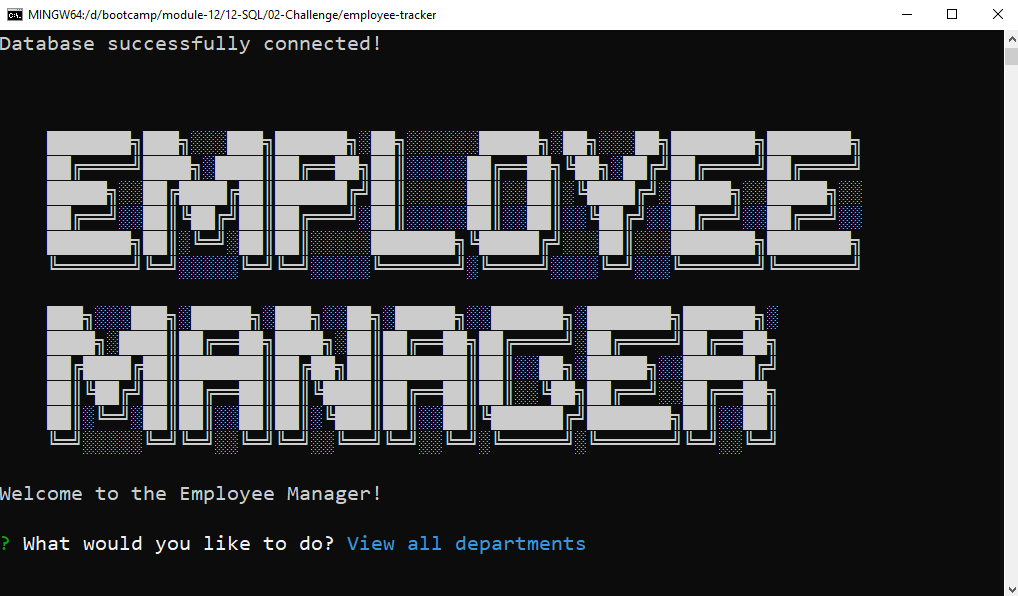 MINGW64:/d/bootcamp/module-12/12-SQL/02-Challenge/employee-tracker
Database successfully connected!
EMPLOYEE
MANAGER
Welcome to the Employee Manager!
? What would you like to do? View all departments